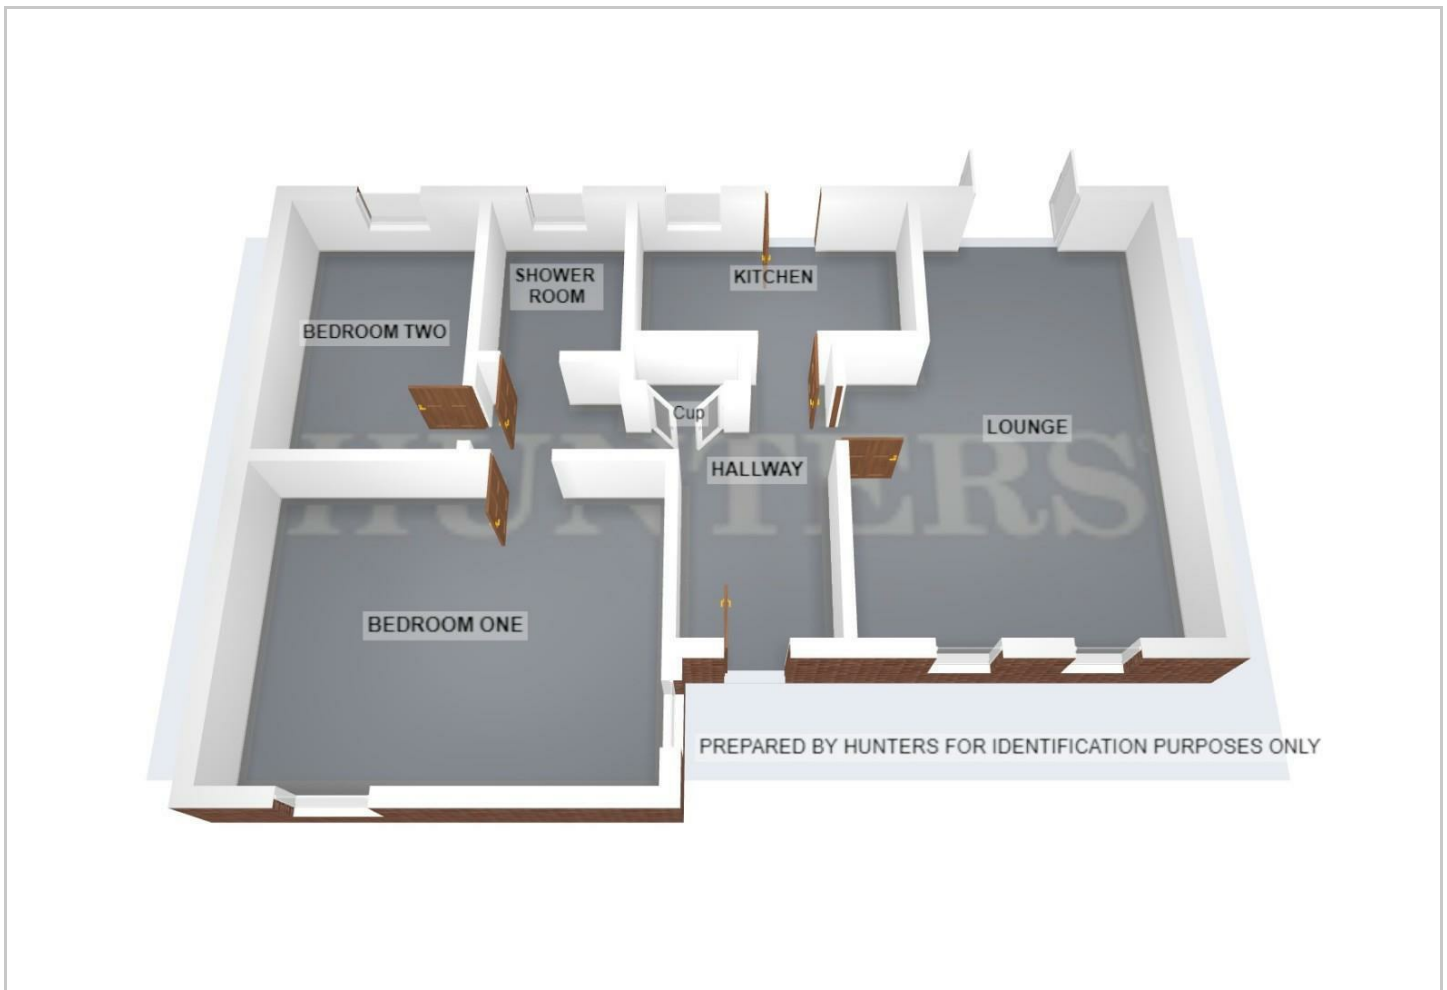 SHOWER
ROOM
KITCHEN
BEDROOM TWO
Cup
LOUNGE
HALLWAY
HUNTERS
BEDROOM ONE
PREPARED BY HUNTERS FOR IDENTIFICATION PURPOSES ONLY